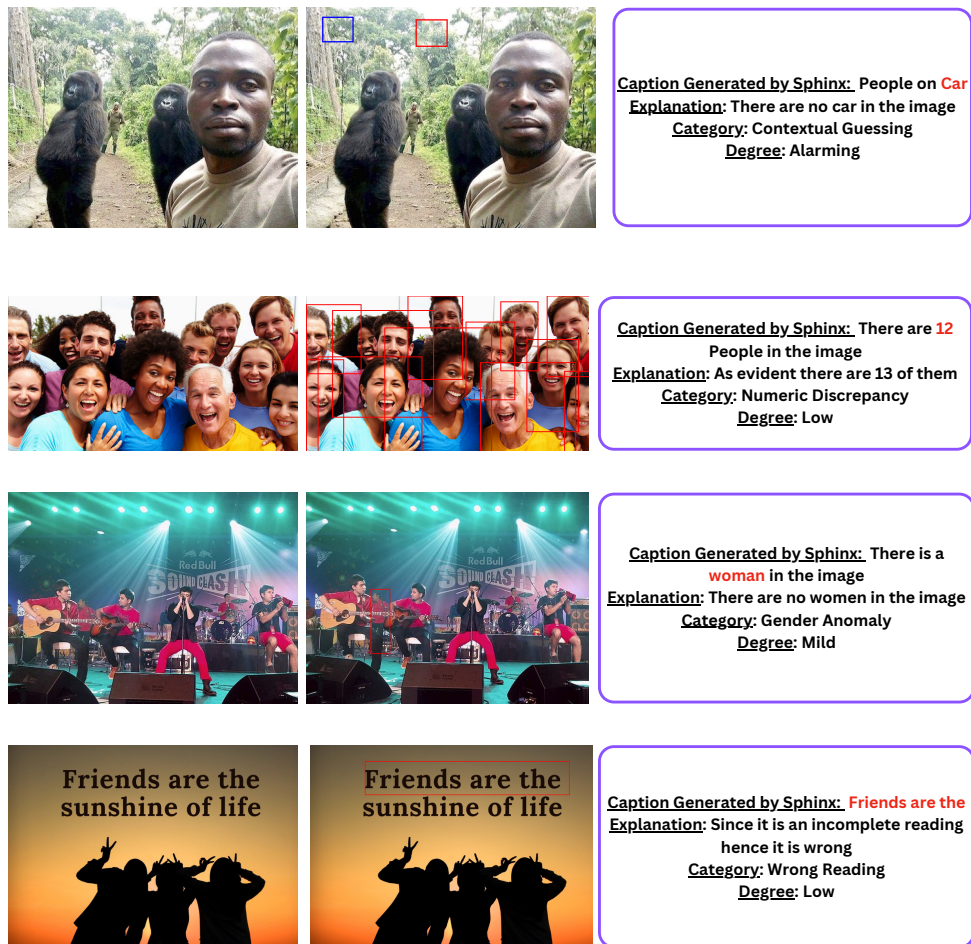 Caption Generated by Sphinx: People on Car
Explanation: There are no car in the image
Category: Contextual Guessing
Degree: Alarming
Caption Generated by Sphinx: There are 12
People in the image
Explanation: As evident there are 13 of them
Category: Numeric Discrepancy
Degree: Low
Red Bull
SOUND CLASH
Red Bull
SOUND CLASH
Caption Generated by Sphinx: There is a
woman in the image
Explanation: There are no women in the image
Category: Gender Anomaly
Degree: Mild
Friends are the
sunshine of life
Friends are the
sunshine of life
Caption Generated by Sphinx: Friends are the
Explanation: Since it is an incomplete reading
hence it is wrong
Category: Wrong Reading
Degree: Low